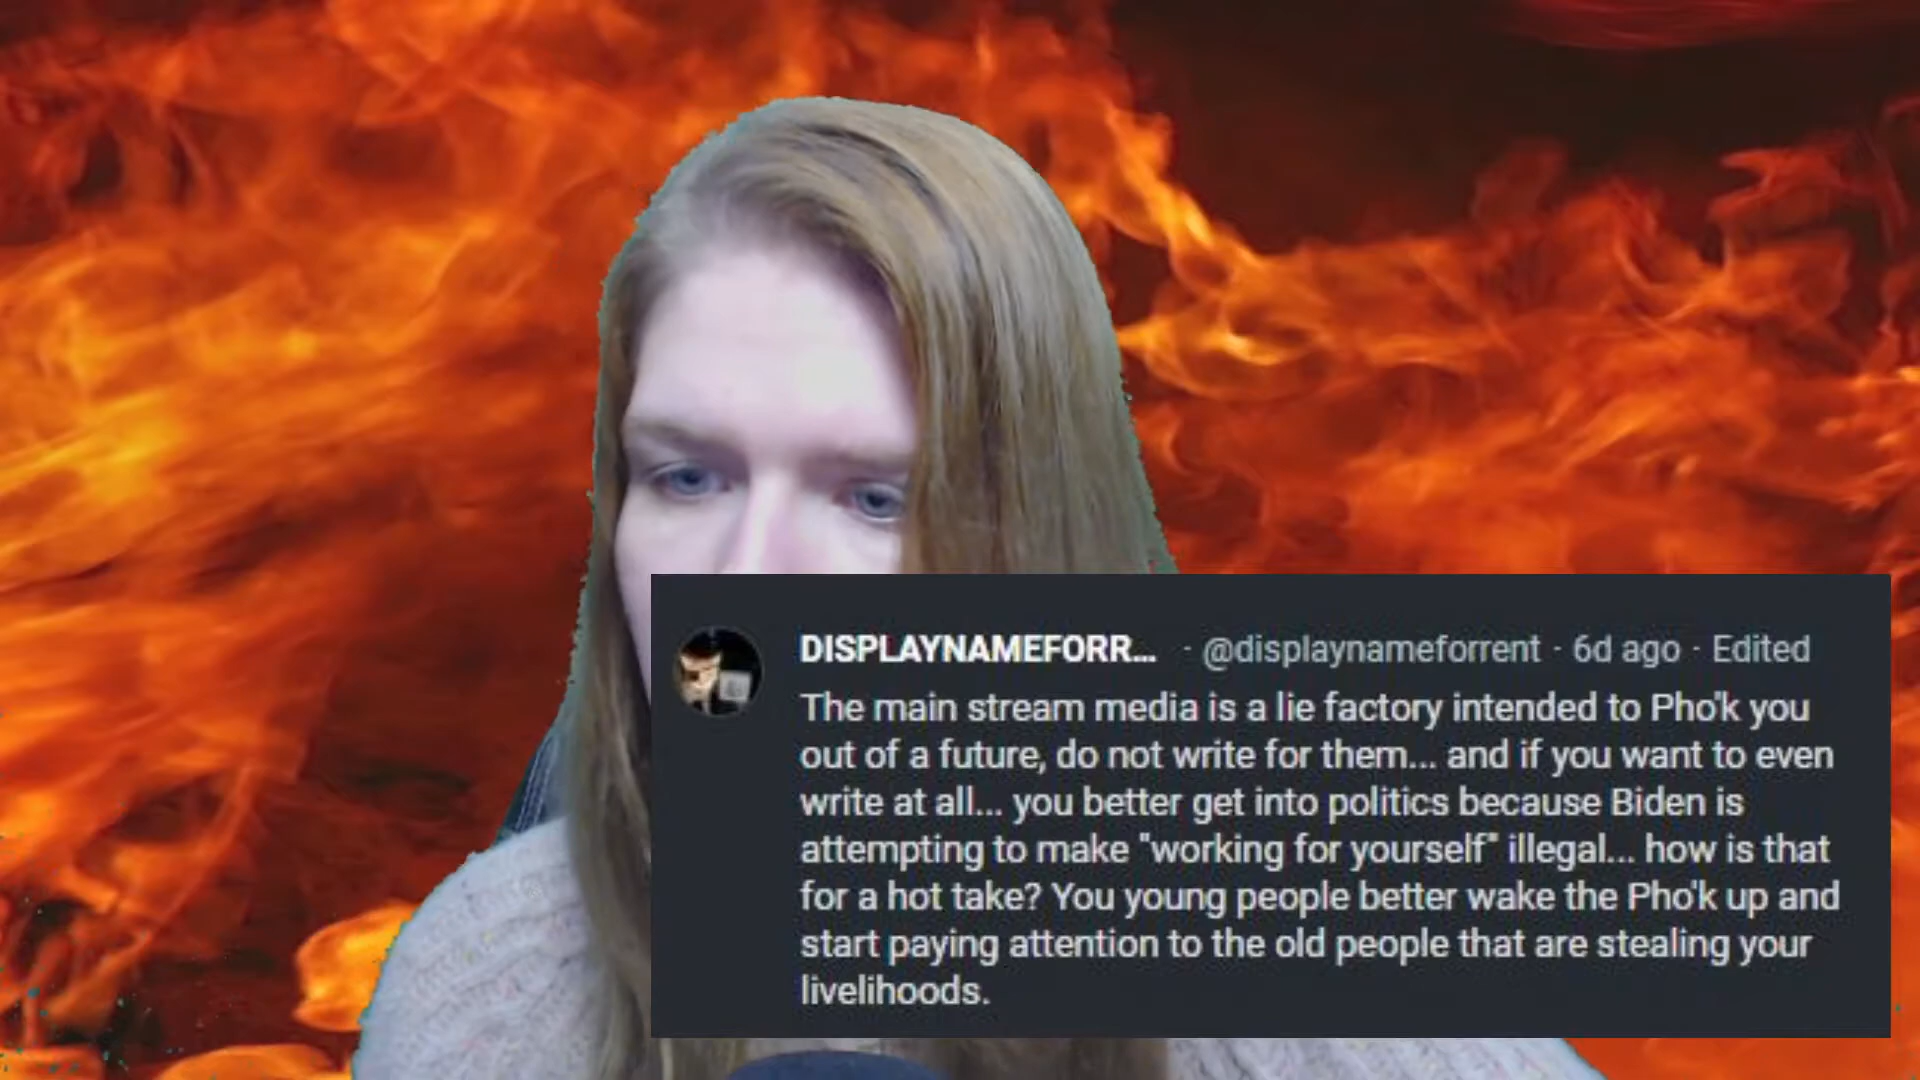 DISPLAYNAMEFORR... · @displaynameforrent · 6d ago · Edited
The main stream media is a lie factory intended to Pho'k you
out of a future, do not write for them... and if you want to even
write at all... you better get into politics because Biden is
attempting to make "working for yourself" illegal... how is that
for a hot take? You young people better wake the Pho'k up and
start paying attention to the old people that are stealing your
livelihoods.